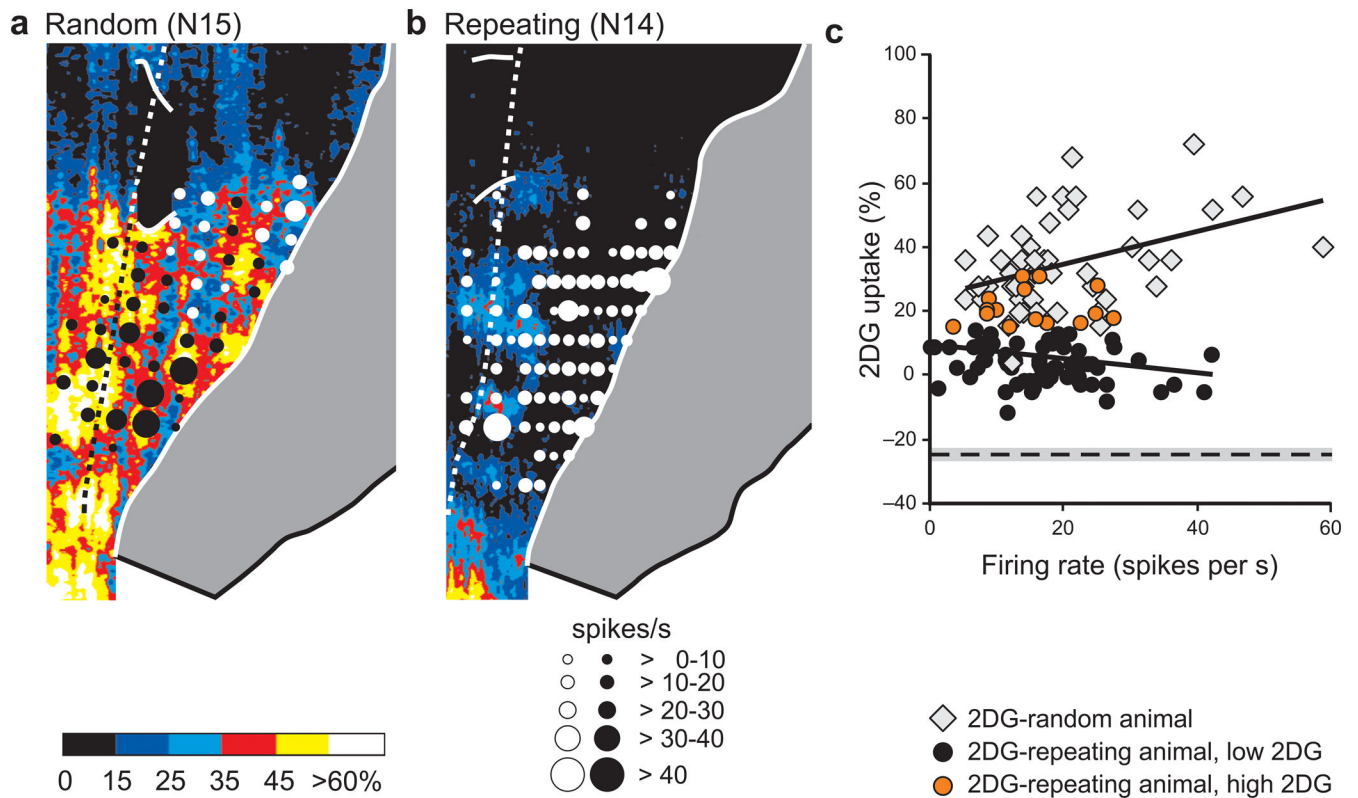 a Random (N15)
b Repeating (N14)
c
100
80
60
40
20
0
–20
–40
2DG uptake (%)
0 20 40 60
Firing rate (spikes per s)
spikes/s
> 0-10
> 10-20
> 20-30
> 30-40
> 40
0 15 25 35 45 >60%
2DG-random animal
2DG-repeating animal, low 2DG
2DG-repeating animal, high 2DG